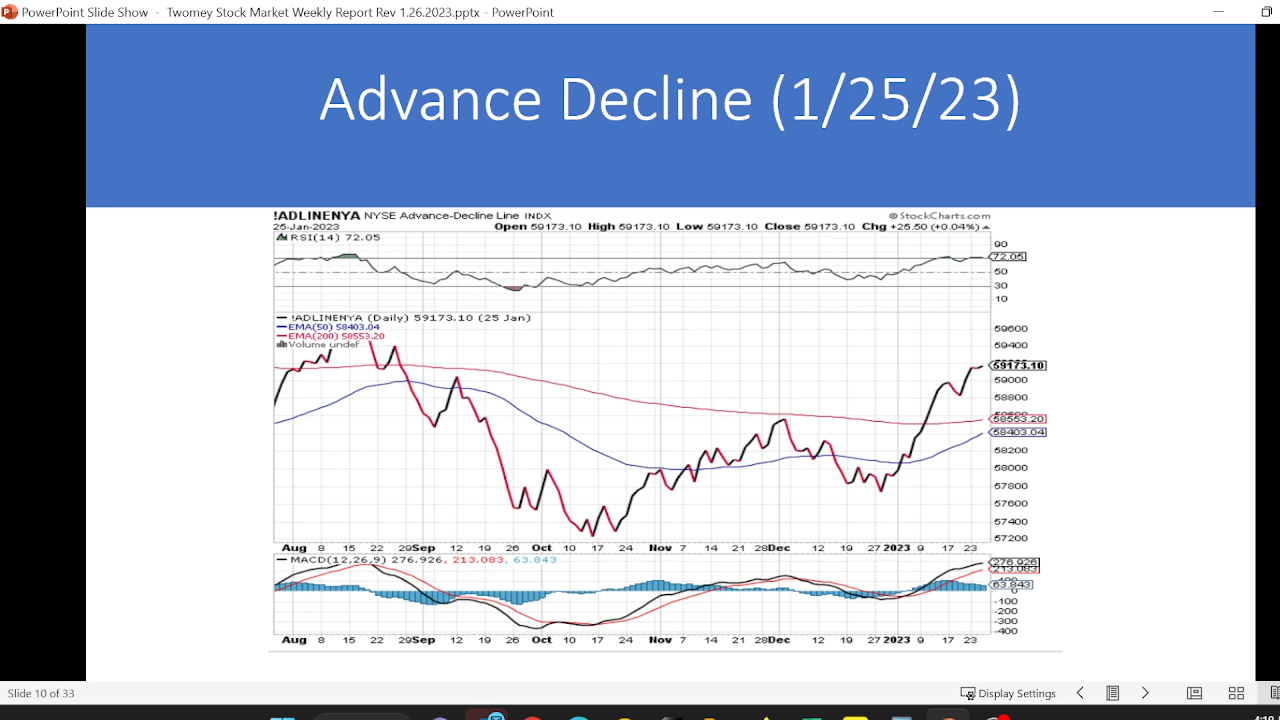 PowerPoint Slide Show - Twomey Stock Market Weekly Report Rev 1.26.2023.pptx - PowerPoint
Advance Decline (1/25/23)
!ADLINENYA NYSE Advance-Decline Line INDX
© StockCharts.com
25-Jan-2023
Open 59173.10 High 59173.10 Low 59173.10 Close 59173.10 Chg +25.50 (+0.04%)
RSI(14) 72.05
90
72.05
50
30
10
!ADLINENYA (Daily) 59173.10 (25 Jan)
EMA(50) 58403.04
EMA(200) 58553.20
Volume undef
59600
59400
59173.10
59000
58800
58553.20
58403.04
58200
58000
57800
57600
57400
57200
Aug 8 15 22 29 Sep 12 19 26 Oct 10 17 24 Nov 7 14 21 28 Dec 12 19 27 2023 9 17 23
MACD(12,26,9) 276.926, 213.083, 63.843
276.926
213.083
63.843
0
-100
-200
-300
-400
Aug 8 15 22 29 Sep 12 19 26 Oct 10 17 24 Nov 7 14 21 28 Dec 12 19 27 2023 9 17 23
Slide 10 of 33
Display Settings